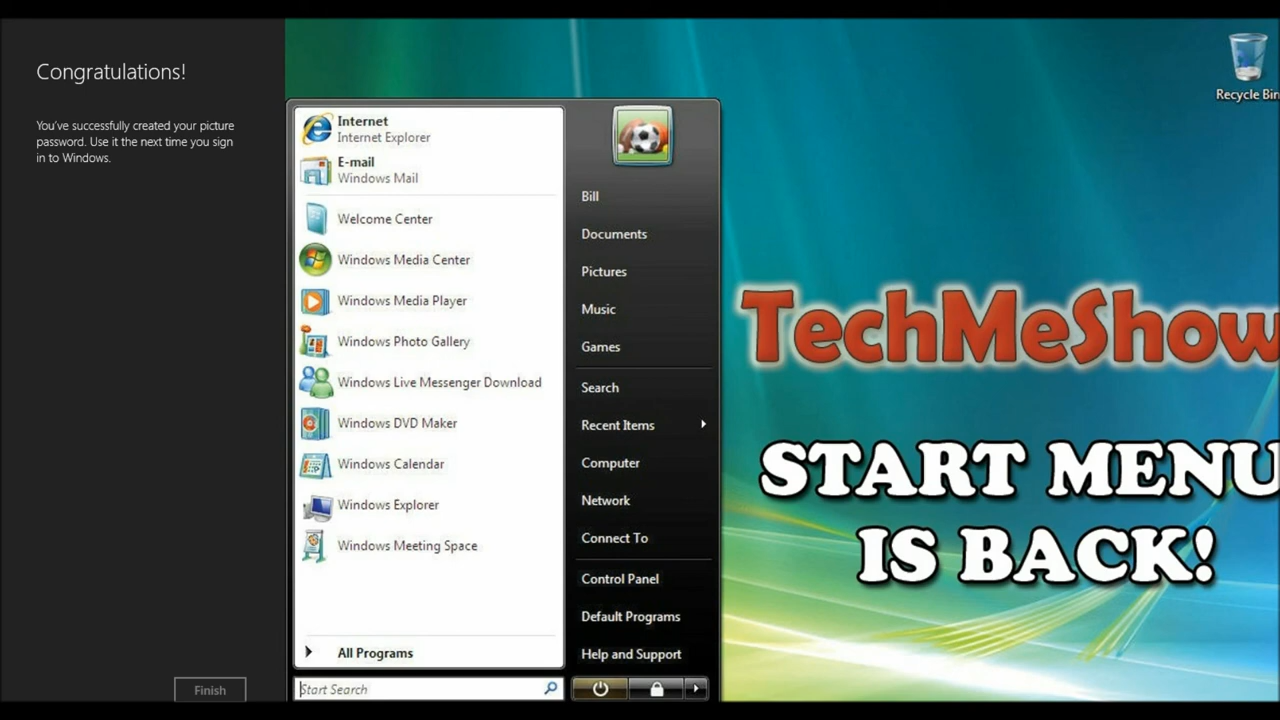 Congratulations!
You've successfully created your picture
password. Use it the next time you sign
in to Windows.
Finish
Internet
Internet Explorer
E-mail
Windows Mail
Welcome Center
Windows Media Center
Windows Media Player
Windows Photo Gallery
Windows Live Messenger Download
Windows DVD Maker
Windows Calendar
Windows Explorer
Windows Meeting Space
All Programs
Start Search
Bill
Documents
Pictures
Music
Games
Search
Recent Items
Computer
Network
Connect To
Control Panel
Default Programs
Help and Support
Recycle Bin
TechMeShow
START MENU
IS BACK!